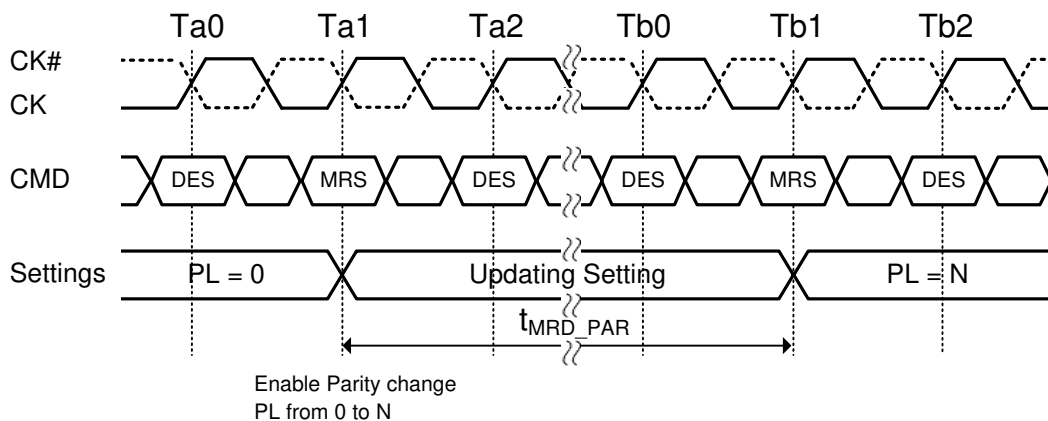 Ta0 Ta1 Ta2 Tb0 Tb1 Tb2
CK#
CK
CMD DES MRS DES DES MRS DES
Settings PL = 0 Updating Setting PL = N
tMRD_PAR
Enable Parity change
PL from 0 to N